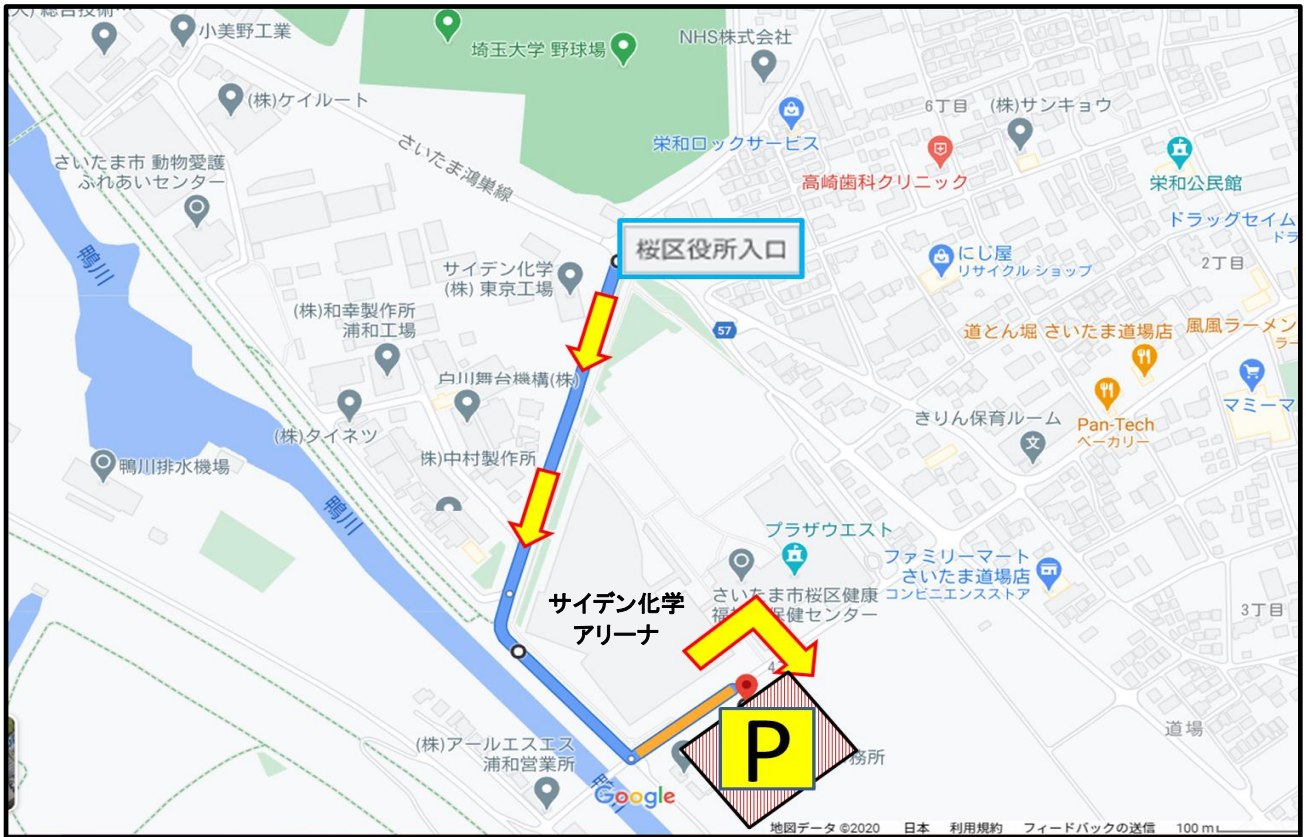 総合技術…
小美野工業
埼玉大学 野球場
NHS株式会社
(株)ケイルート
6丁目
(株)サンキョウ
栄和ロックサービス
さいたま鴻巣線
さいたま市 動物愛護
ふれあいセンター
高崎歯科クリニック
栄和公民館
ドラッグセイム
ドラ
桜区役所入口
鴨川
サイデン化学
(株) 東京工場
にじ屋
リサイクル ショップ
2丁目
(株)和幸製作所
浦和工場
57
道とん堀 さいたま道場店
風風ラーメン
ラー
白川舞台機構(株)
マミーマ
きりん保育ルーム
Pan-Tech
ベーカリー
(株)タイネツ
株)中村製作所
鴨川排水機場
鴨川
プラザウエスト
ファミリーマート
さいたま道場店
コンビニエンスストア
さいたま市桜区健康
保健センター
サイデン化学
アリーナ
3丁目
P
務所
道場
(株)アールエスエス
浦和営業所
Google
地図データ ©2020 日本 利用規約 フィードバックの送信 100 m